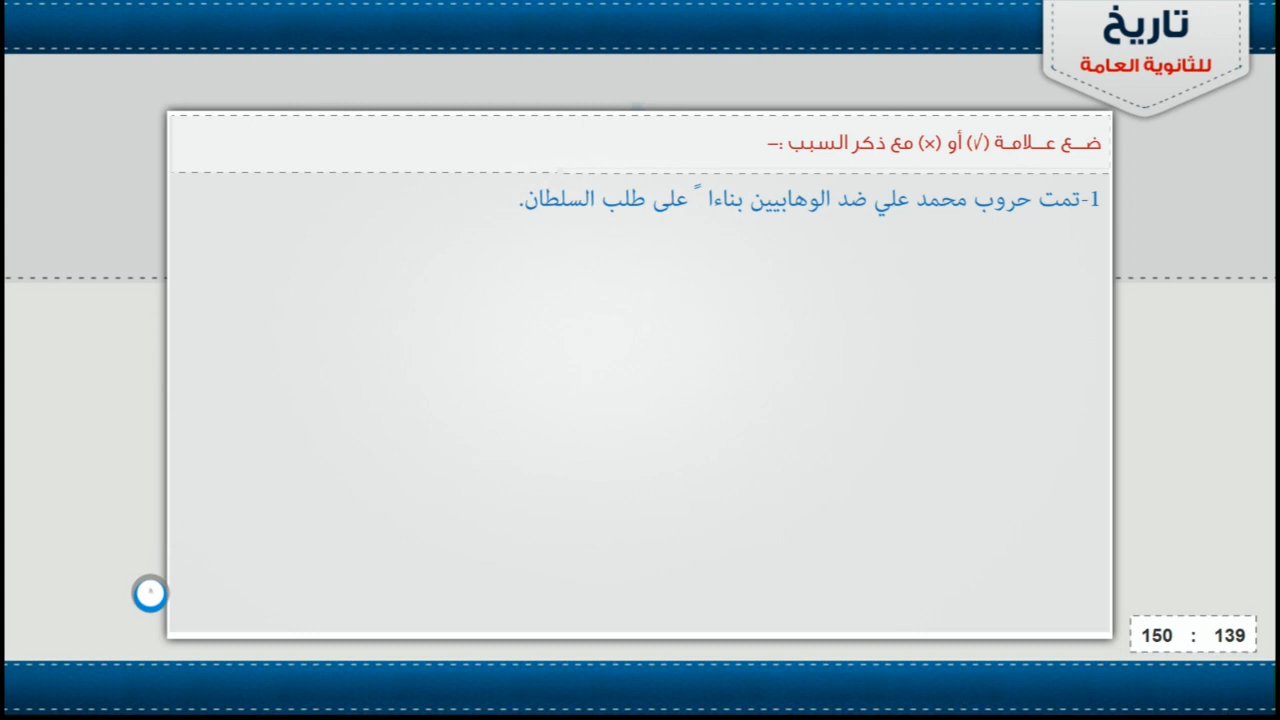 تاريخ
للثانوية العامة
ضـــع عـــلامـة (√) أو (×) مع ذكر السبب :–
1-تمت حروب محمد علي ضد الوهابيين بناءا ً على طلب السلطان.
150 : 139